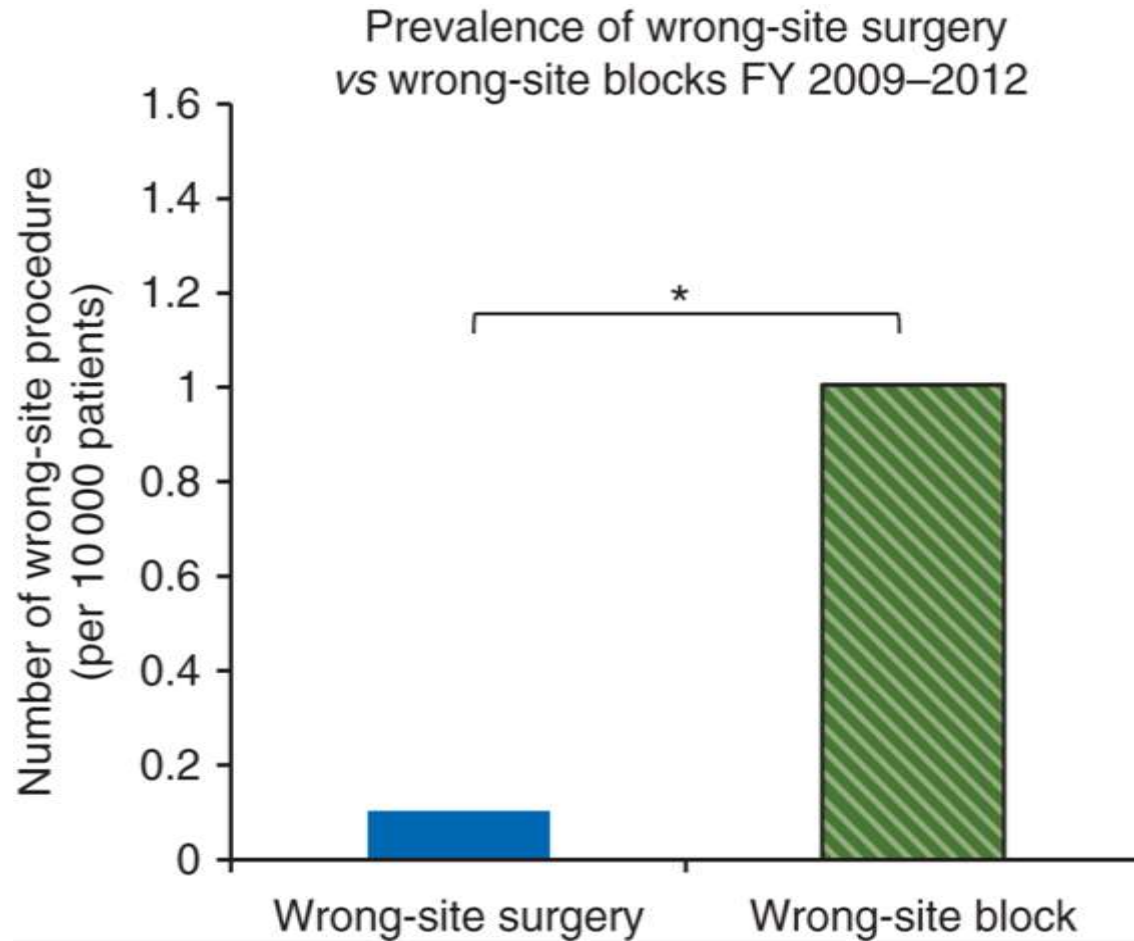 Prevalence of wrong-site surgery
vs wrong-site blocks FY 2009–2012
Number of wrong-site procedure
(per 10 000 patients)
1.6
1.4
1.2
1
0.8
0.6
0.4
0.2
0
*
Wrong-site surgery
Wrong-site block